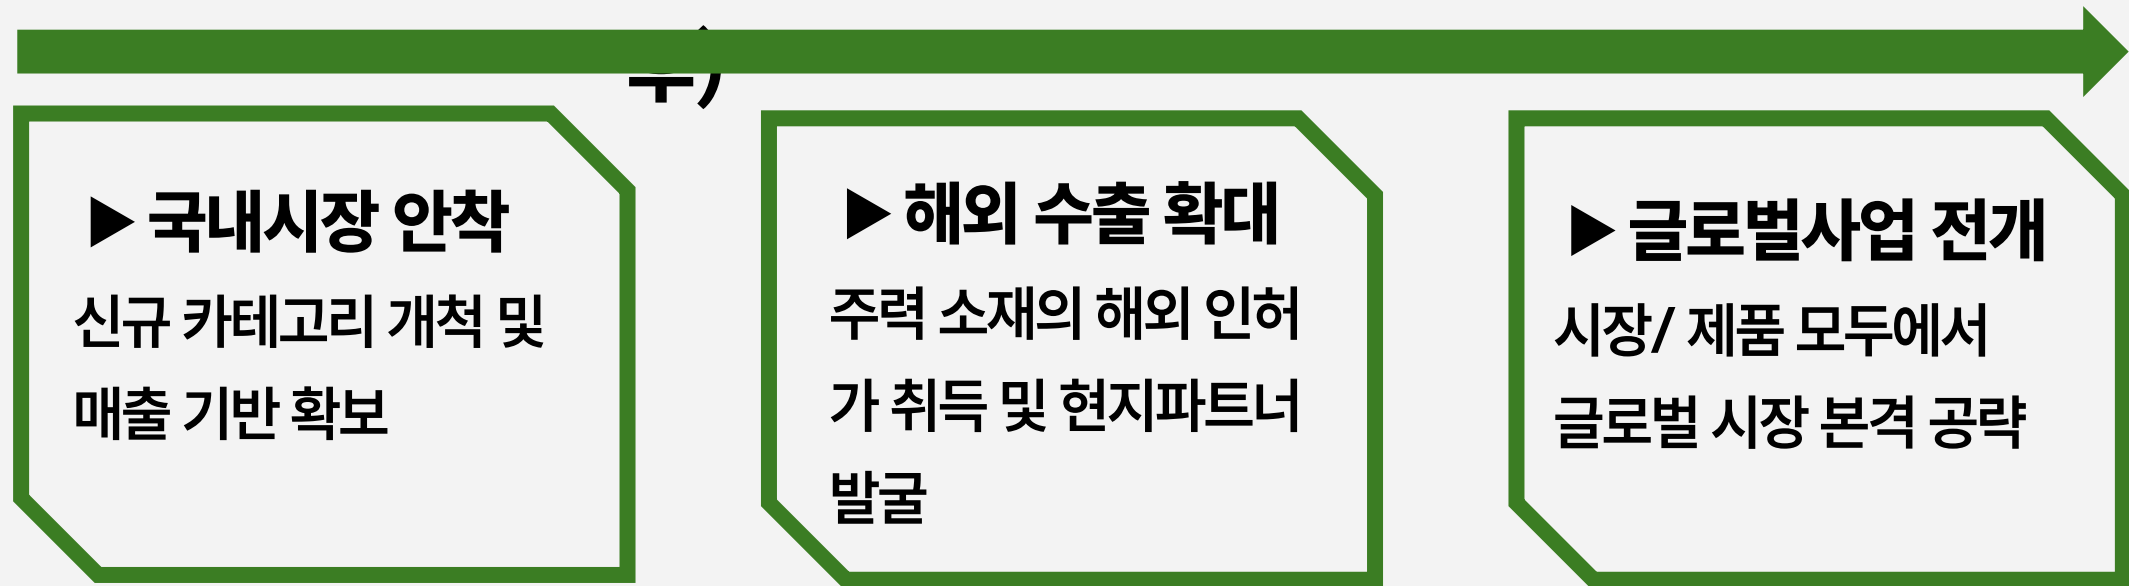 ▶국내시장 안착
신규 카테고리 개척 및
매출 기반 확보
▶해외 수출 확대
주력 소재의 해외 인허
가 취득 및 현지파트너
발굴
▶글로벌사업 전개
시장/ 제품 모두에서
글로벌 시장 본격 공략